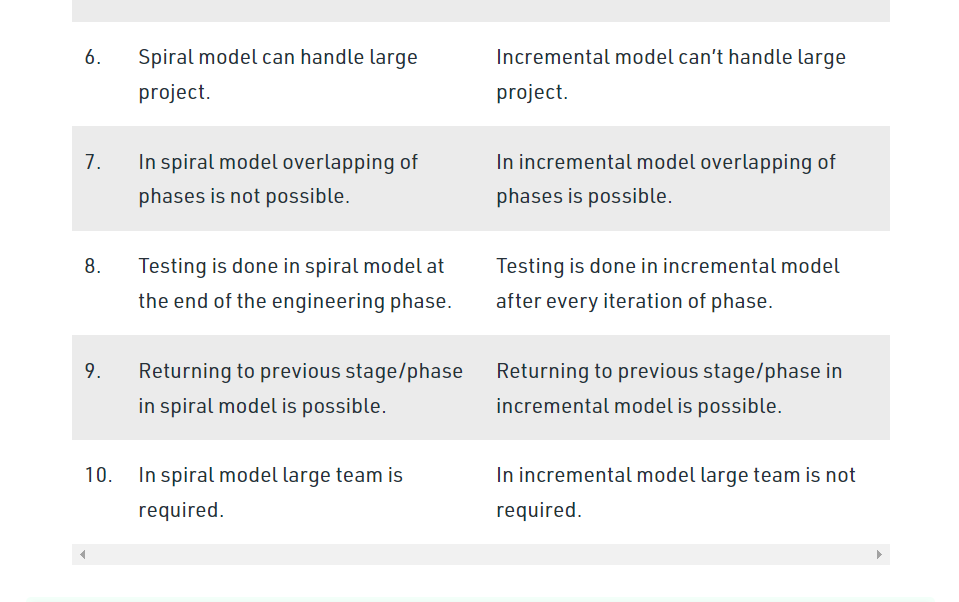 6. Spiral model can handle large Incremental model can’t handle large
project. project.
7. In spiral model overlapping of In incremental model overlapping of
phases is not possible. phases is possible.
8. Testing is done in spiral model at Testing is done in incremental model
the end of the engineering phase. after every iteration of phase.
9. Returning to previous stage/phase Returning to previous stage/phase in
in spiral model is possible. incremental model is possible.
10. In spiral model large team is In incremental model large team is not
required. required.